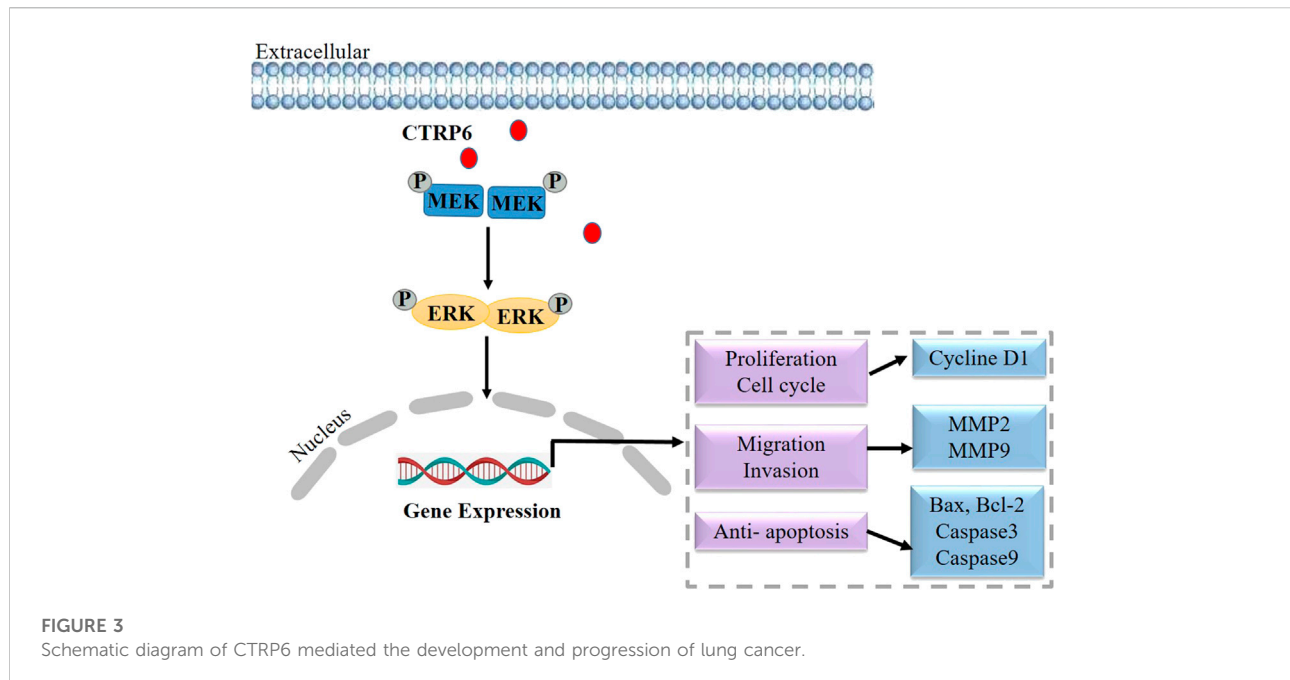 Extracellular
CTRP6
P
P
MEK
MEK
P
P
ERK
ERK
Nucleus
Gene Expression
Proliferation
Cell cycle
Cycline D1
Migration
Invasion
MMP2
MMP9
Anti- apoptosis
Bax, Bcl-2
Caspase3
Caspase9
FIGURE 3
Schematic diagram of CTRP6 mediated the development and progression of lung cancer.